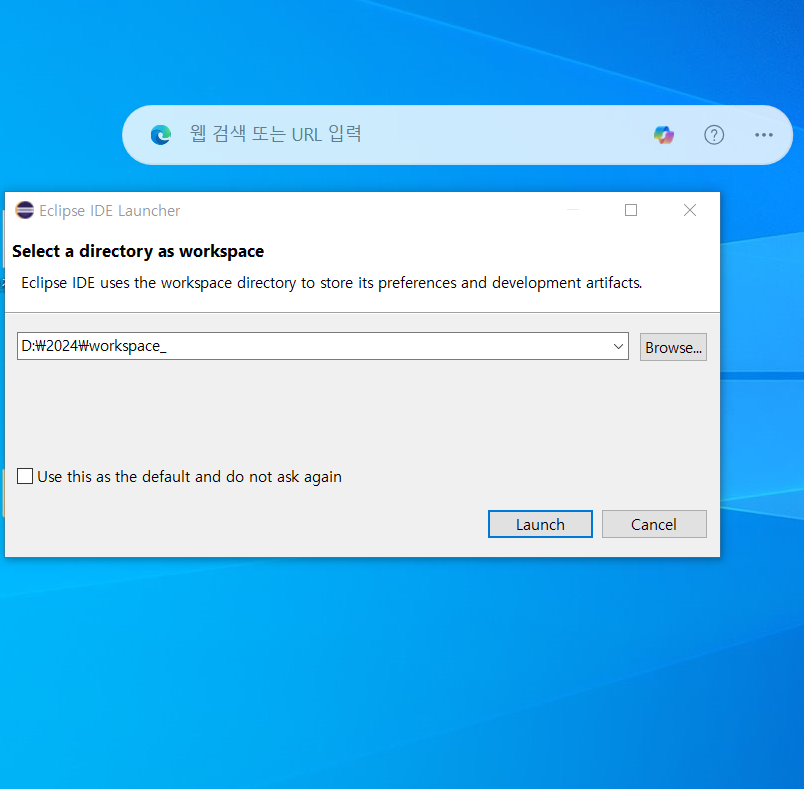 웹 검색 또는 URL 입력
Eclipse IDE Launcher
Select a directory as workspace
Eclipse IDE uses the workspace directory to store its preferences and development artifacts.
D:₩2024₩workspace_
Browse...
Use this as the default and do not ask again
Launch
Cancel